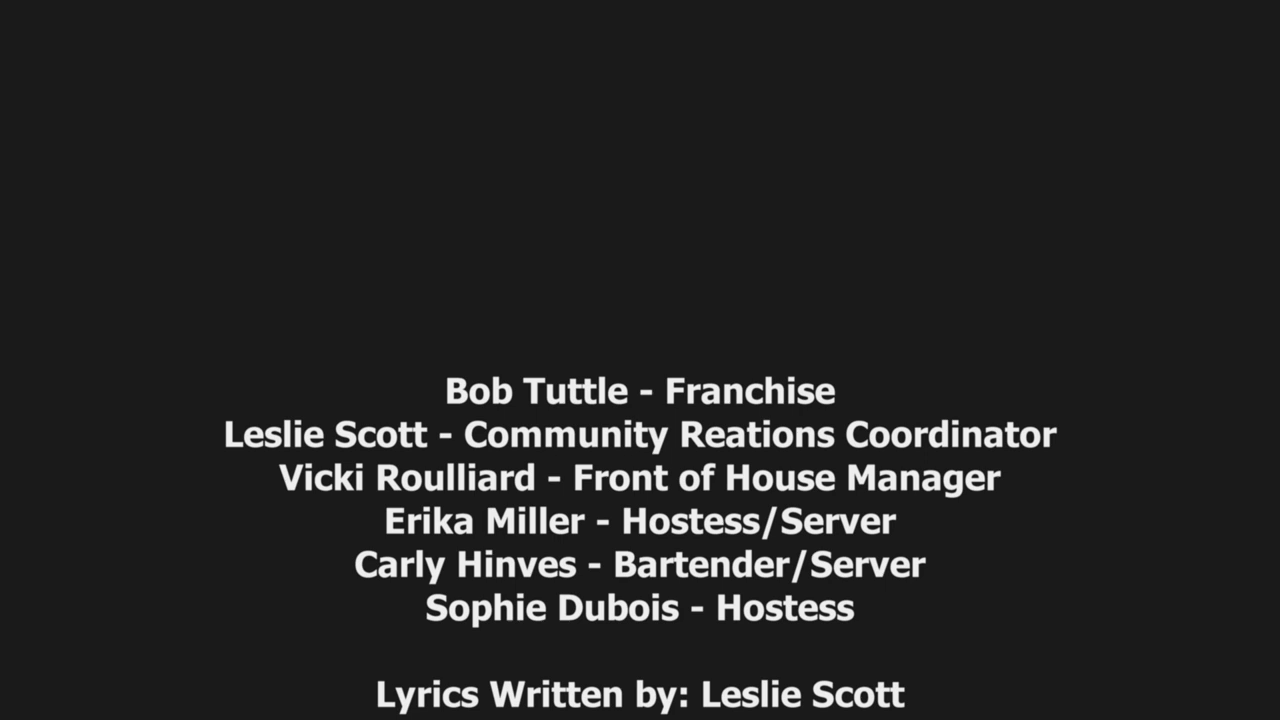 Bob Tuttle - Franchise
Leslie Scott - Community Reations Coordinator
Vicki Roulliard - Front of House Manager
Erika Miller - Hostess/Server
Carly Hinves - Bartender/Server
Sophie Dubois - Hostess
Lyrics Written by: Leslie Scott